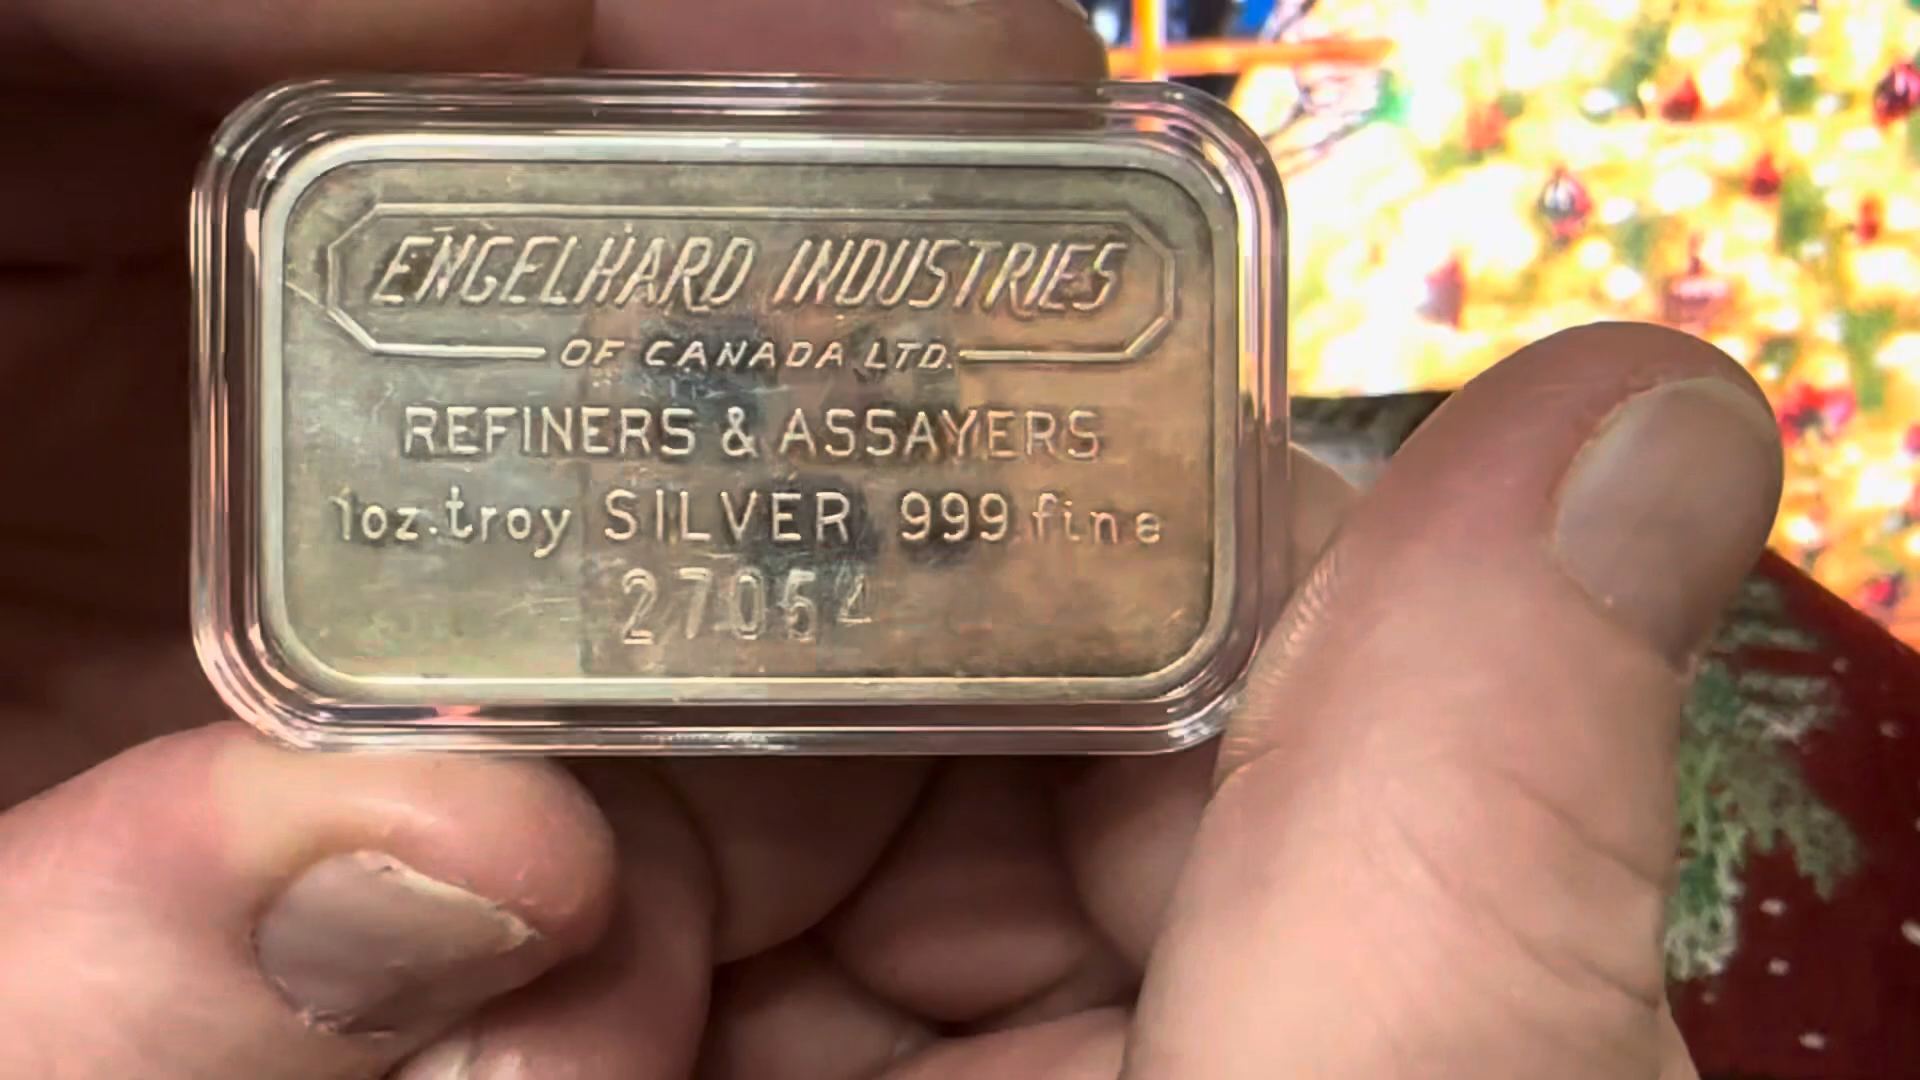 ENGELHARD INDUSTRIES
OF CANADA LTD.
REFINERS & ASSAYERS
1oz.troy SILVER 999 fine
27054